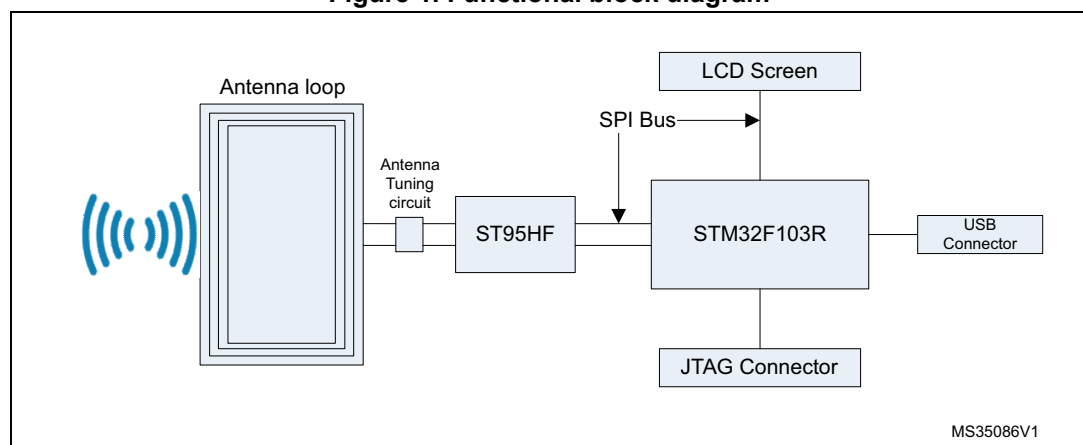 Figure
Functional block diagram
LCD Screen
Antenna loop
SPI Bus
Antenna
Tuning
circuit
ST95HF
STM32F103R
USB
Connector
JTAG Connector
MS35086V1